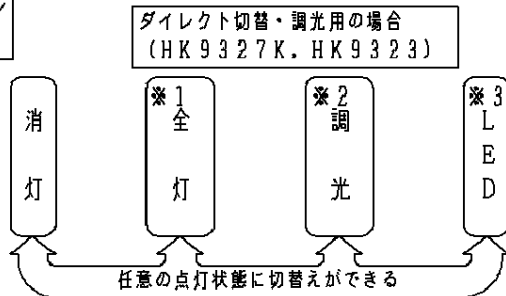 ダイレクト切替・調光用の場合
(HK9327K.HK9323)
消灯
※1
全灯
※2
調光
※3
LED
任意の点灯状態に切替えができる